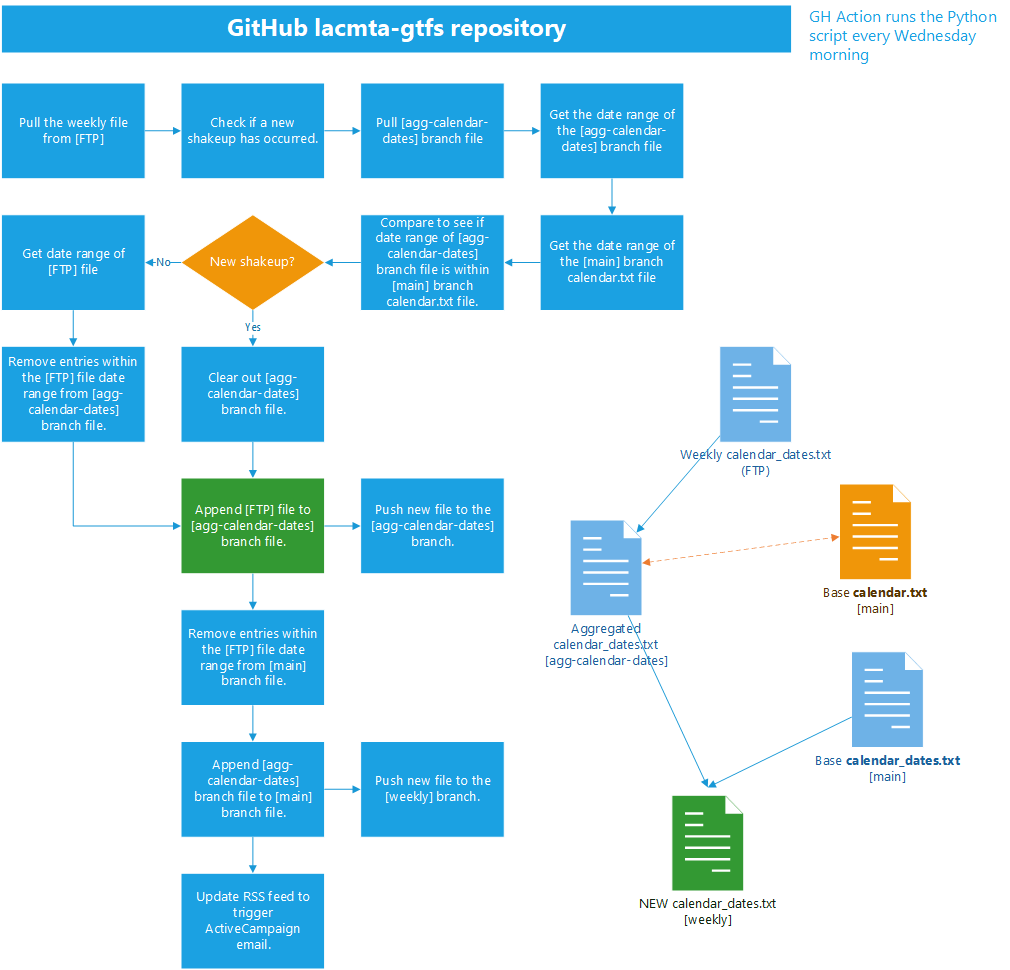 GitHub lacmta-gtfs repository
GH Action runs the Python
script every Wednesday
morning
Pull the weekly file
from [FTP]
Check if a new
shakeup has occurred.
Pull [agg-calendar-
dates] branch file
Get the date range of
the [agg-calendar-
dates] branch file
Get the date range of
the [main] branch
calendar.txt file
Compare to see if
date range of [agg-
calendar-dates]
branch file is within
[main] branch
calendar.txt file.
New shakeup?
No
Get date range of
[FTP] file
Yes
Remove entries within
the [FTP] file date
range from [agg-
calendar-dates]
branch file.
Clear out [agg-
calendar-dates]
branch file.
Append [FTP] file to
[agg-calendar-dates]
branch file.
Push new file to the
[agg-calendar-dates]
branch.
Remove entries within
the [FTP] file date
range from [main]
branch file.
Append [agg-
calendar-dates]
branch file to [main]
branch file.
Push new file to the
[weekly] branch.
Update RSS feed to
trigger
ActiveCampaign
email.
Weekly calendar_dates.txt
(FTP)
Base calendar.txt
[main]
Aggregated
calendar_dates.txt
[agg-calendar-dates]
Base calendar_dates.txt
[main]
NEW calendar_dates.txt
[weekly]